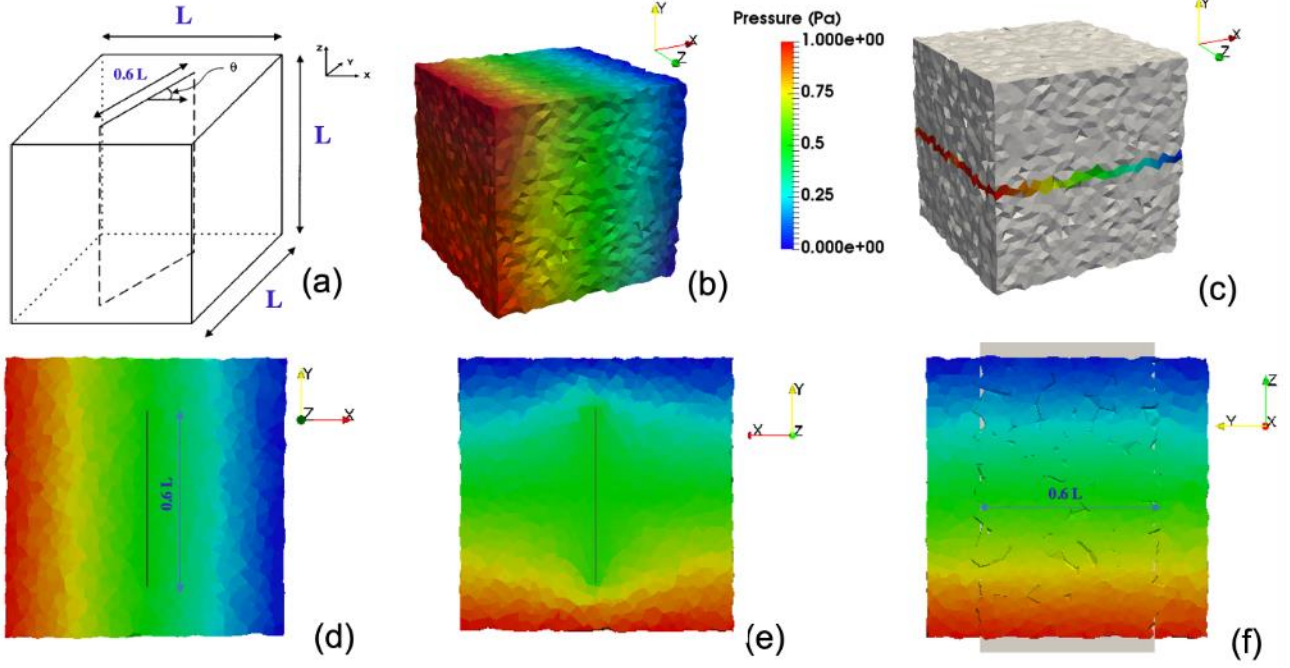 L
0.6 L
θ
Z
Y
X
L
L
(a)
Y
X
Z
(b)
Pressure (Pa)
1.000e+00
0.75
0.5
0.25
0.000e+00
Y
X
Z
(c)
0.6 L
Y
Z
X
(d)
Y
X
Z
(e)
0.6 L
Z
Y
X
(f)